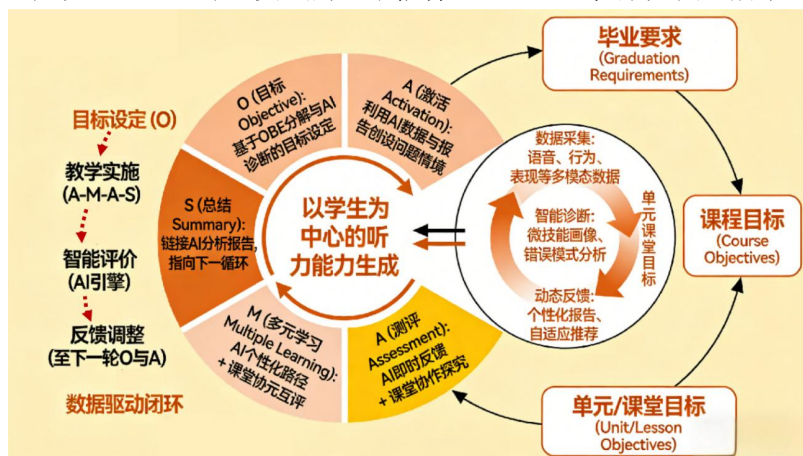 目标设定 (O)
教学实施
(A-M-A-S)
智能评价
(AI引擎)
反馈调整
(至下一轮O与A)
数据驱动闭环
O (目标
Objective):
基于OBE分解与AI
诊断的目标设定
A (激活
Activation):
利用AI数据与报
告创设问题情境
S (总结
Summary):
链接AI分析报告,
指向下一循环
以学生为
中心的听
力能力生成
M (多元学习
Multiple Learning):
AI个性化路径
+ 课堂协元互评
A (测评
Assessment):
AI即时反馈
+ 课堂协作探究
数据采集:
语音、行为、
表现等多模态数据
智能诊断:
微技能画像、
错误模式分析
动态反馈:
个性化报告、
自适应推荐
单元课堂目标
毕业要求
(Graduation
Requirements)
课程目标
(Course
Objectives)
单元/课堂目标
(Unit/Lesson
Objectives)